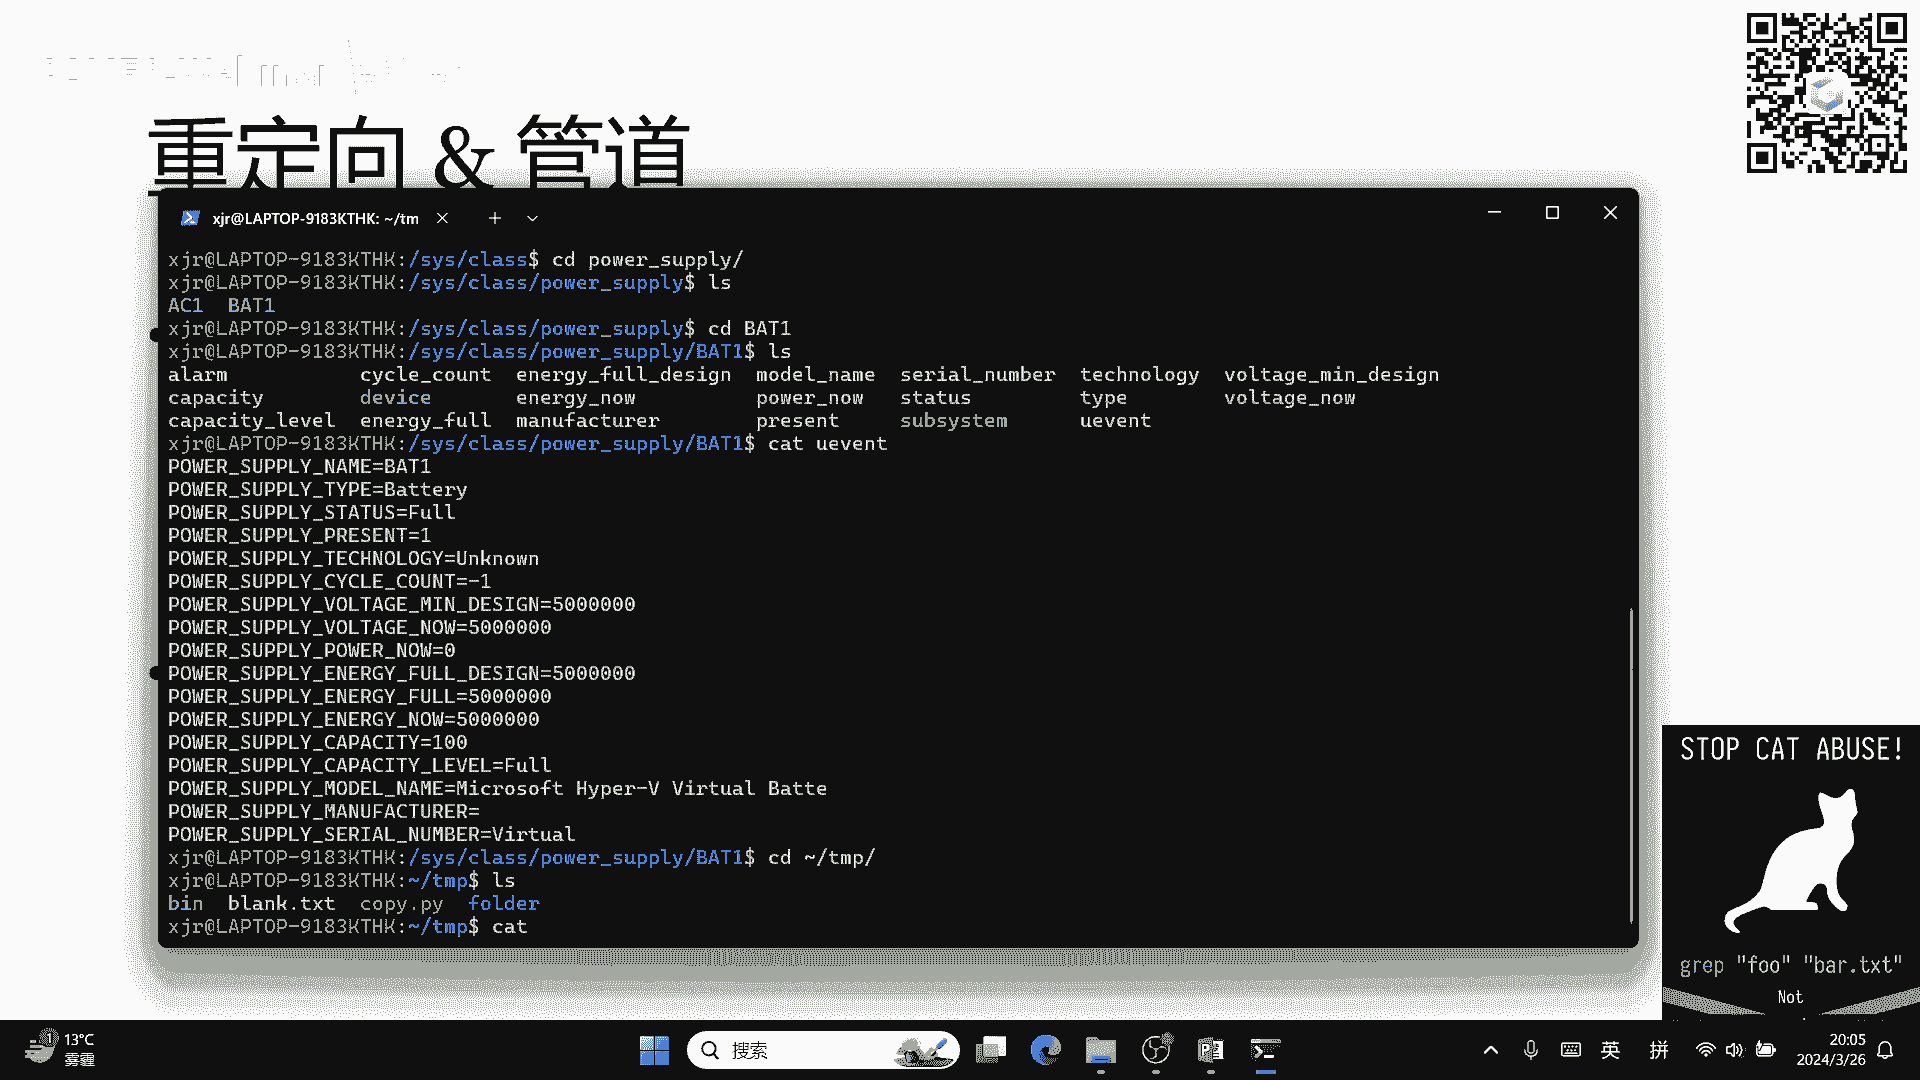 重定向 & 管道
xjr@LAPTOP-9183KTHK: ~/tm
xjr@LAPTOP-9183KTHK:/sys/class$ cd power_supply/
xjr@LAPTOP-9183KTHK:/sys/class/power_supply$ ls
AC1 BAT1
xjr@LAPTOP-9183KTHK:/sys/class/power_supply$ cd BAT1
xjr@LAPTOP-9183KTHK:/sys/class/power_supply/BAT1$ ls
alarm cycle_count energy_full_design model_name serial_number technology voltage_min_design
capacity device energy_now power_now status type voltage_now
capacity_level energy_full manufacturer present subsystem uevent
xjr@LAPTOP-9183KTHK:/sys/class/power_supply/BAT1$ cat uevent
POWER_SUPPLY_NAME=BAT1
POWER_SUPPLY_TYPE=Battery
POWER_SUPPLY_STATUS=Full
POWER_SUPPLY_PRESENT=1
POWER_SUPPLY_TECHNOLOGY=Unknown
POWER_SUPPLY_CYCLE_COUNT=-1
POWER_SUPPLY_VOLTAGE_MIN_DESIGN=5000000
POWER_SUPPLY_VOLTAGE_NOW=5000000
POWER_SUPPLY_POWER_NOW=0
POWER_SUPPLY_ENERGY_FULL_DESIGN=5000000
POWER_SUPPLY_ENERGY_FULL=5000000
POWER_SUPPLY_ENERGY_NOW=5000000
POWER_SUPPLY_CAPACITY=100
POWER_SUPPLY_CAPACITY_LEVEL=Full
POWER_SUPPLY_MODEL_NAME=Microsoft Hyper-V Virtual Batte
POWER_SUPPLY_MANUFACTURER=
POWER_SUPPLY_SERIAL_NUMBER=Virtual
xjr@LAPTOP-9183KTHK:/sys/class/power_supply/BAT1$ cd ~/tmp/
xjr@LAPTOP-9183KTHK:~/tmp$ ls
bin blank.txt copy.py folder
xjr@LAPTOP-9183KTHK:~/tmp$ cat
STOP CAT ABUSE!
grep "foo" "bar.txt"
Not
1
13°C
雾霾
搜索
英
拼
20:05
2024/3/26